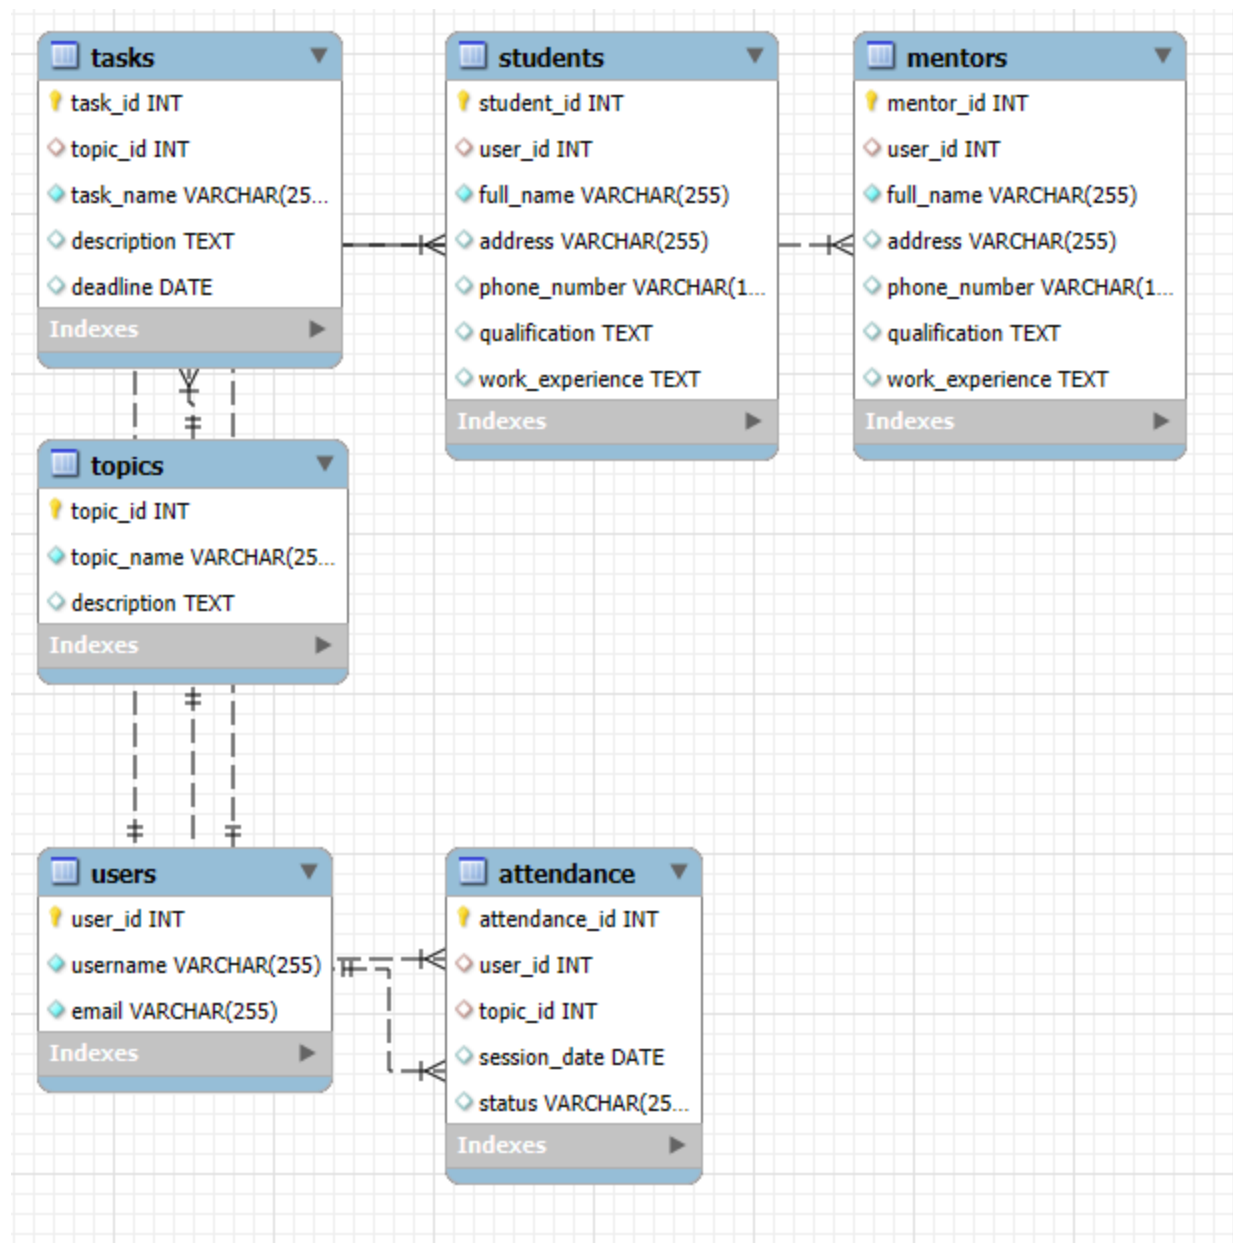 tasks
task_id INT
topic_id INT
task_name VARCHAR(25...
description TEXT
deadline DATE
Indexes
students
student_id INT
user_id INT
full_name VARCHAR(255)
address VARCHAR(255)
phone_number VARCHAR(1...
qualification TEXT
work_experience TEXT
Indexes
mentors
mentor_id INT
user_id INT
full_name VARCHAR(255)
address VARCHAR(255)
phone_number VARCHAR(1...
qualification TEXT
work_experience TEXT
Indexes
topics
topic_id INT
topic_name VARCHAR(25...
description TEXT
Indexes
users
user_id INT
username VARCHAR(255)
email VARCHAR(255)
Indexes
attendance
attendance_id INT
user_id INT
topic_id INT
session_date DATE
status VARCHAR(25...
Indexes